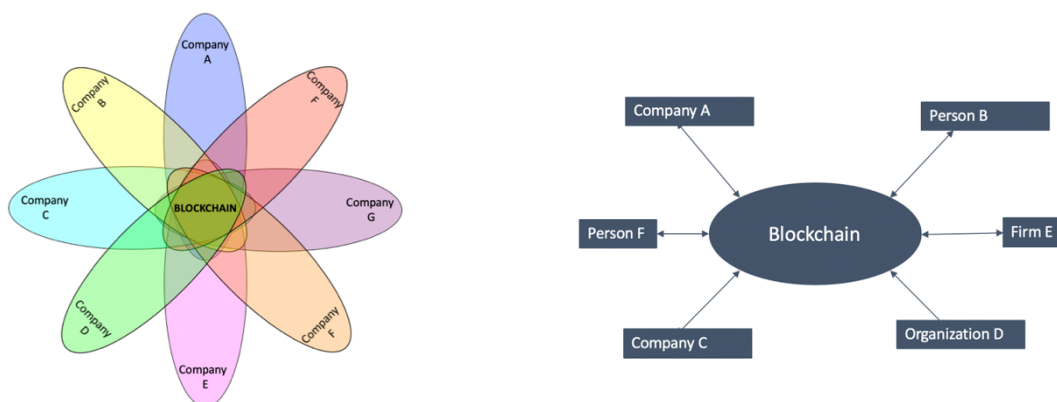 Company
A
Company
B
Company
F
Company
C
BLOCKCHAIN
Company
G
Company
D
Company
F
Company
E
Company A
Person B
Person F
Blockchain
Firm E
Company C
Organization D